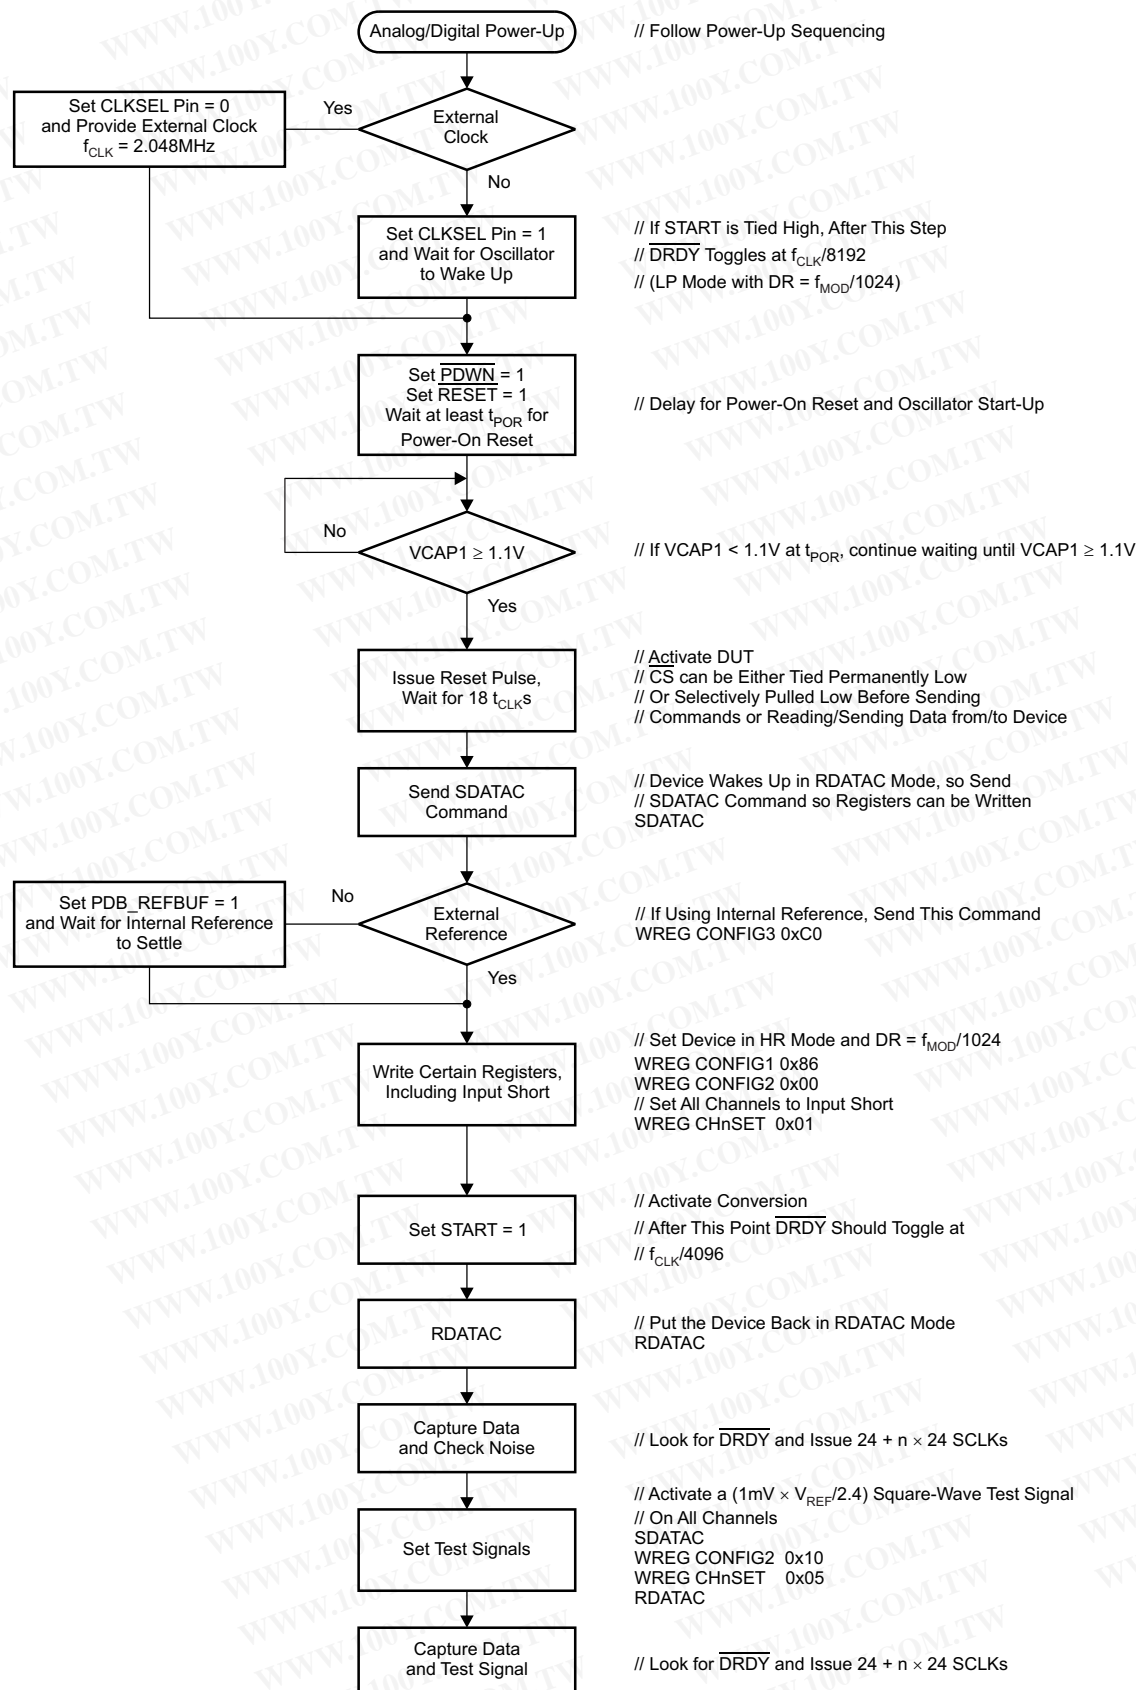 Analog/Digital Power-Up
// Follow Power-Up Sequencing
External
Clock
Yes
No
Set CLKSEL Pin = 0
and Provide External Clock
fCLK = 2.048MHz
Set CLKSEL Pin = 1
and Wait for Oscillator
to Wake Up
// If START is Tied High, After This Step
// DRDY Toggles at fCLK/8192
// (LP Mode with DR = fMOD/1024)
Set PDWN = 1
Set RESET = 1
Wait at least tPOR for
Power-On Reset
// Delay for Power-On Reset and Oscillator Start-Up
No
VCAP1 ≥ 1.1V
Yes
// If VCAP1 < 1.1V at tPOR, continue waiting until VCAP1 ≥ 1.1V
Issue Reset Pulse,
Wait for 18 tCLKs
// Activate DUT
// CS can be Either Tied Permanently Low
// Or Selectively Pulled Low Before Sending
// Commands or Reading/Sending Data from/to Device
Send SDATAC
Command
// Device Wakes Up in RDATAC Mode, so Send
// SDATAC Command so Registers can be Written
SDATAC
Set PDB_REFBUF = 1
and Wait for Internal Reference
to Settle
No
External
Reference
Yes
// If Using Internal Reference, Send This Command
WREG CONFIG3 0xC0
Write Certain Registers,
Including Input Short
// Set Device in HR Mode and DR = fMOD/1024
WREG CONFIG1 0x86
WREG CONFIG2 0x00
// Set All Channels to Input Short
WREG CHnSET 0x01
Set START = 1
// Activate Conversion
// After This Point DRDY Should Toggle at
// fCLK/4096
RDATAC
// Put the Device Back in RDATAC Mode
RDATAC
Capture Data
and Check Noise
// Look for DRDY and Issue 24 + n × 24 SCLKs
Set Test Signals
// Activate a (1mV × VREF/2.4) Square-Wave Test Signal
// On All Channels
SDATAC
WREG CONFIG2 0x10
WREG CHnSET 0x05
RDATAC
Capture Data
and Test Signal
// Look for DRDY and Issue 24 + n × 24 SCLKs
WWW.100Y.COM.TW